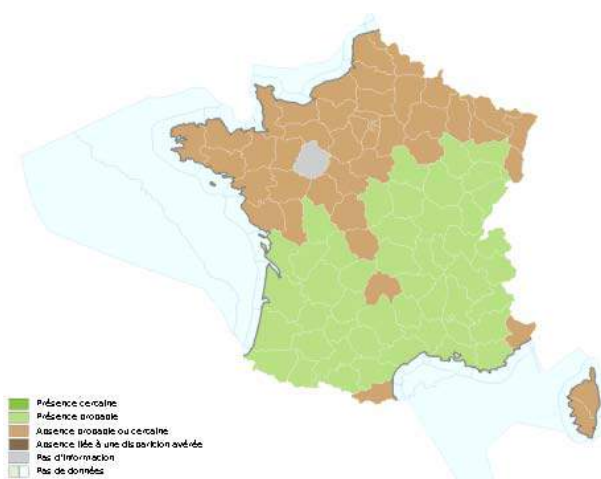 Présence certaine
Présence probable
Absence probable ou certaine
Absence liée à une disparition avérée
Pas d'information
Pas de données